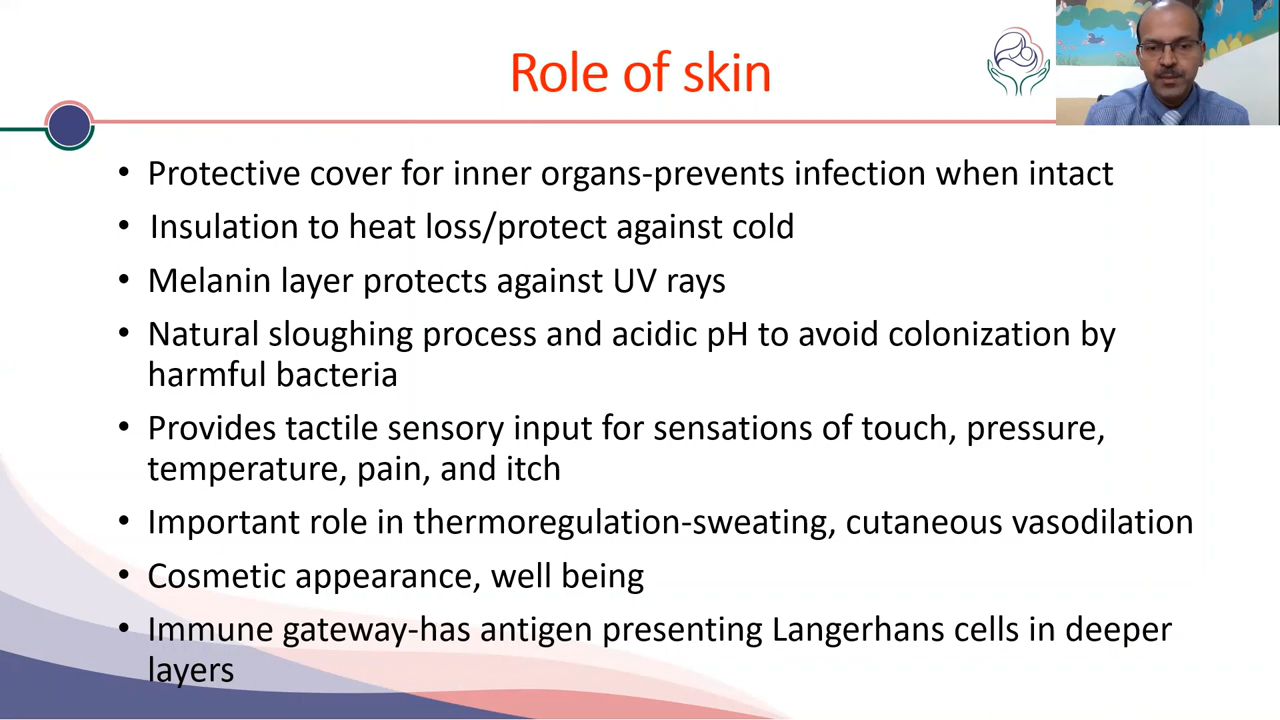 Role of skin
• Protective cover for inner organs-prevents infection when intact
• Insulation to heat loss/protect against cold
• Melanin layer protects against UV rays
• Natural sloughing process and acidic pH to avoid colonization by
harmful bacteria
• Provides tactile sensory input for sensations of touch, pressure,
temperature, pain, and itch
• Important role in thermoregulation-sweating, cutaneous vasodilation
• Cosmetic appearance, well being
• Immune gateway-has antigen presenting Langerhans cells in deeper
layers